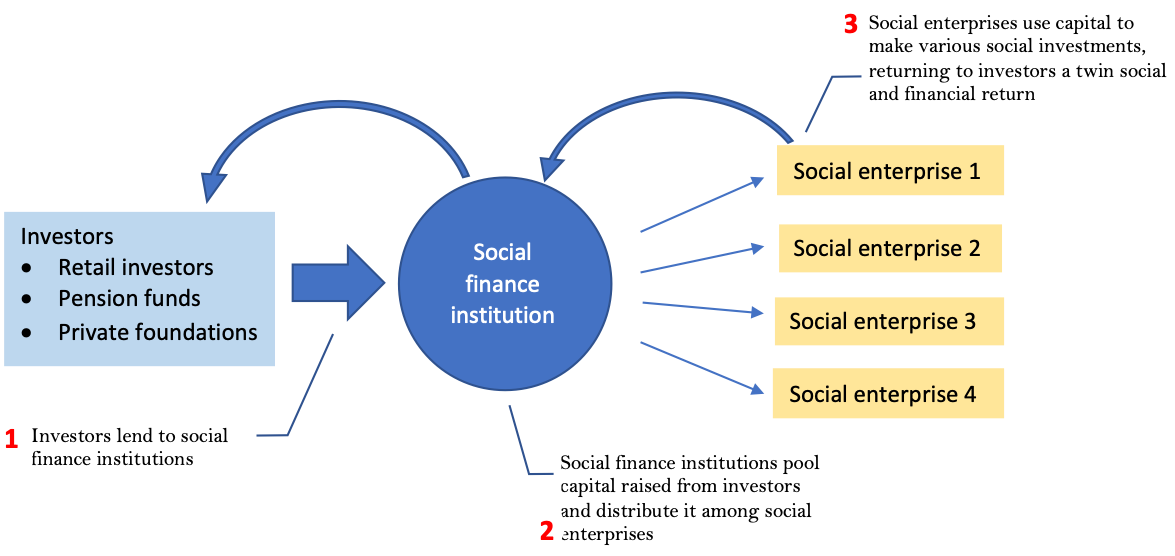 3 Social enterprises use capital to
make various social investments,
returning to investors a twin social
and financial return
Investors
• Retail investors
• Pension funds
• Private foundations
Social
finance
institution
Social enterprise 1
Social enterprise 2
Social enterprise 3
Social enterprise 4
1 Investors lend to social
finance institutions
Social finance institutions pool
capital raised from investors
and distribute it among social
2 enterprises